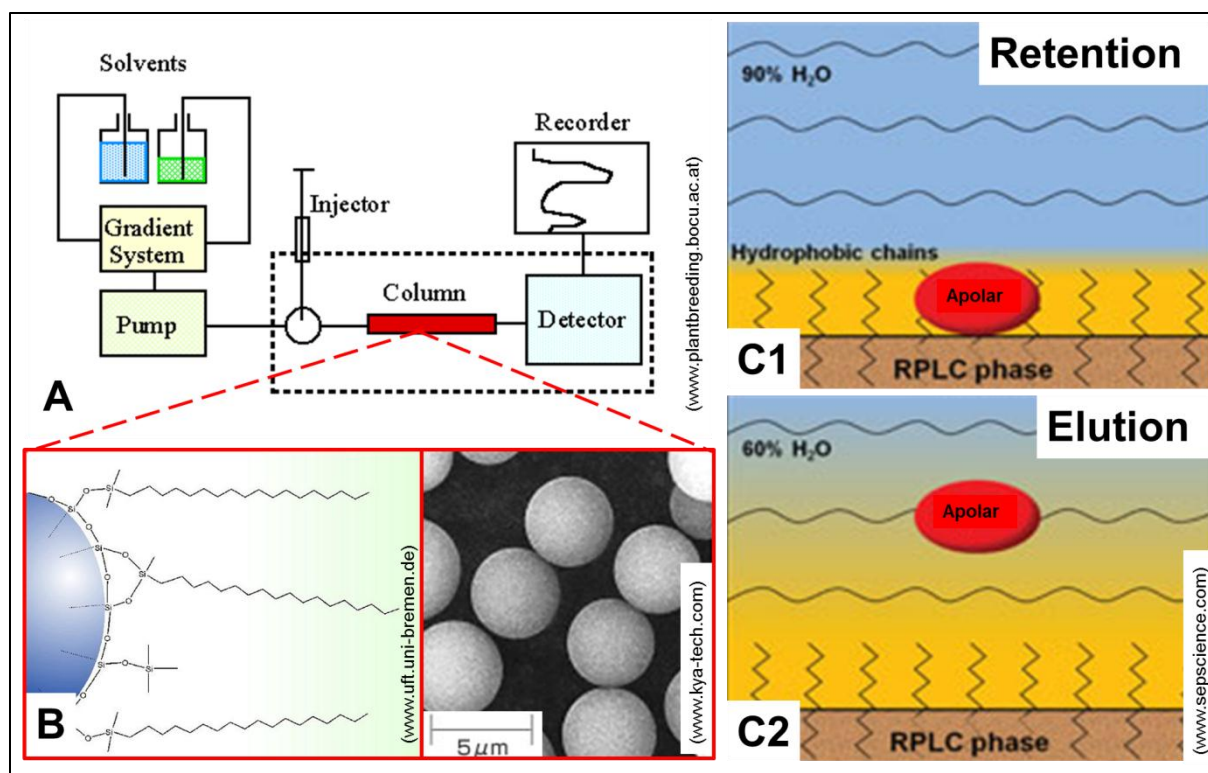 Solvents
Gradient
System
Pump
Injector
Column
Recorder
Detector
A
(www.plantbreeding.bocu.ac.at)
B
(www.uft.uni-bremen.de)
5μm
(www.kya-tech.com)
Retention
90% H₂O
Hydrophobic chains
Apolar
C1
RPLC phase
Elution
60% H₂O
Apolar
C2
RPLC phase
(www.sepscience.com)